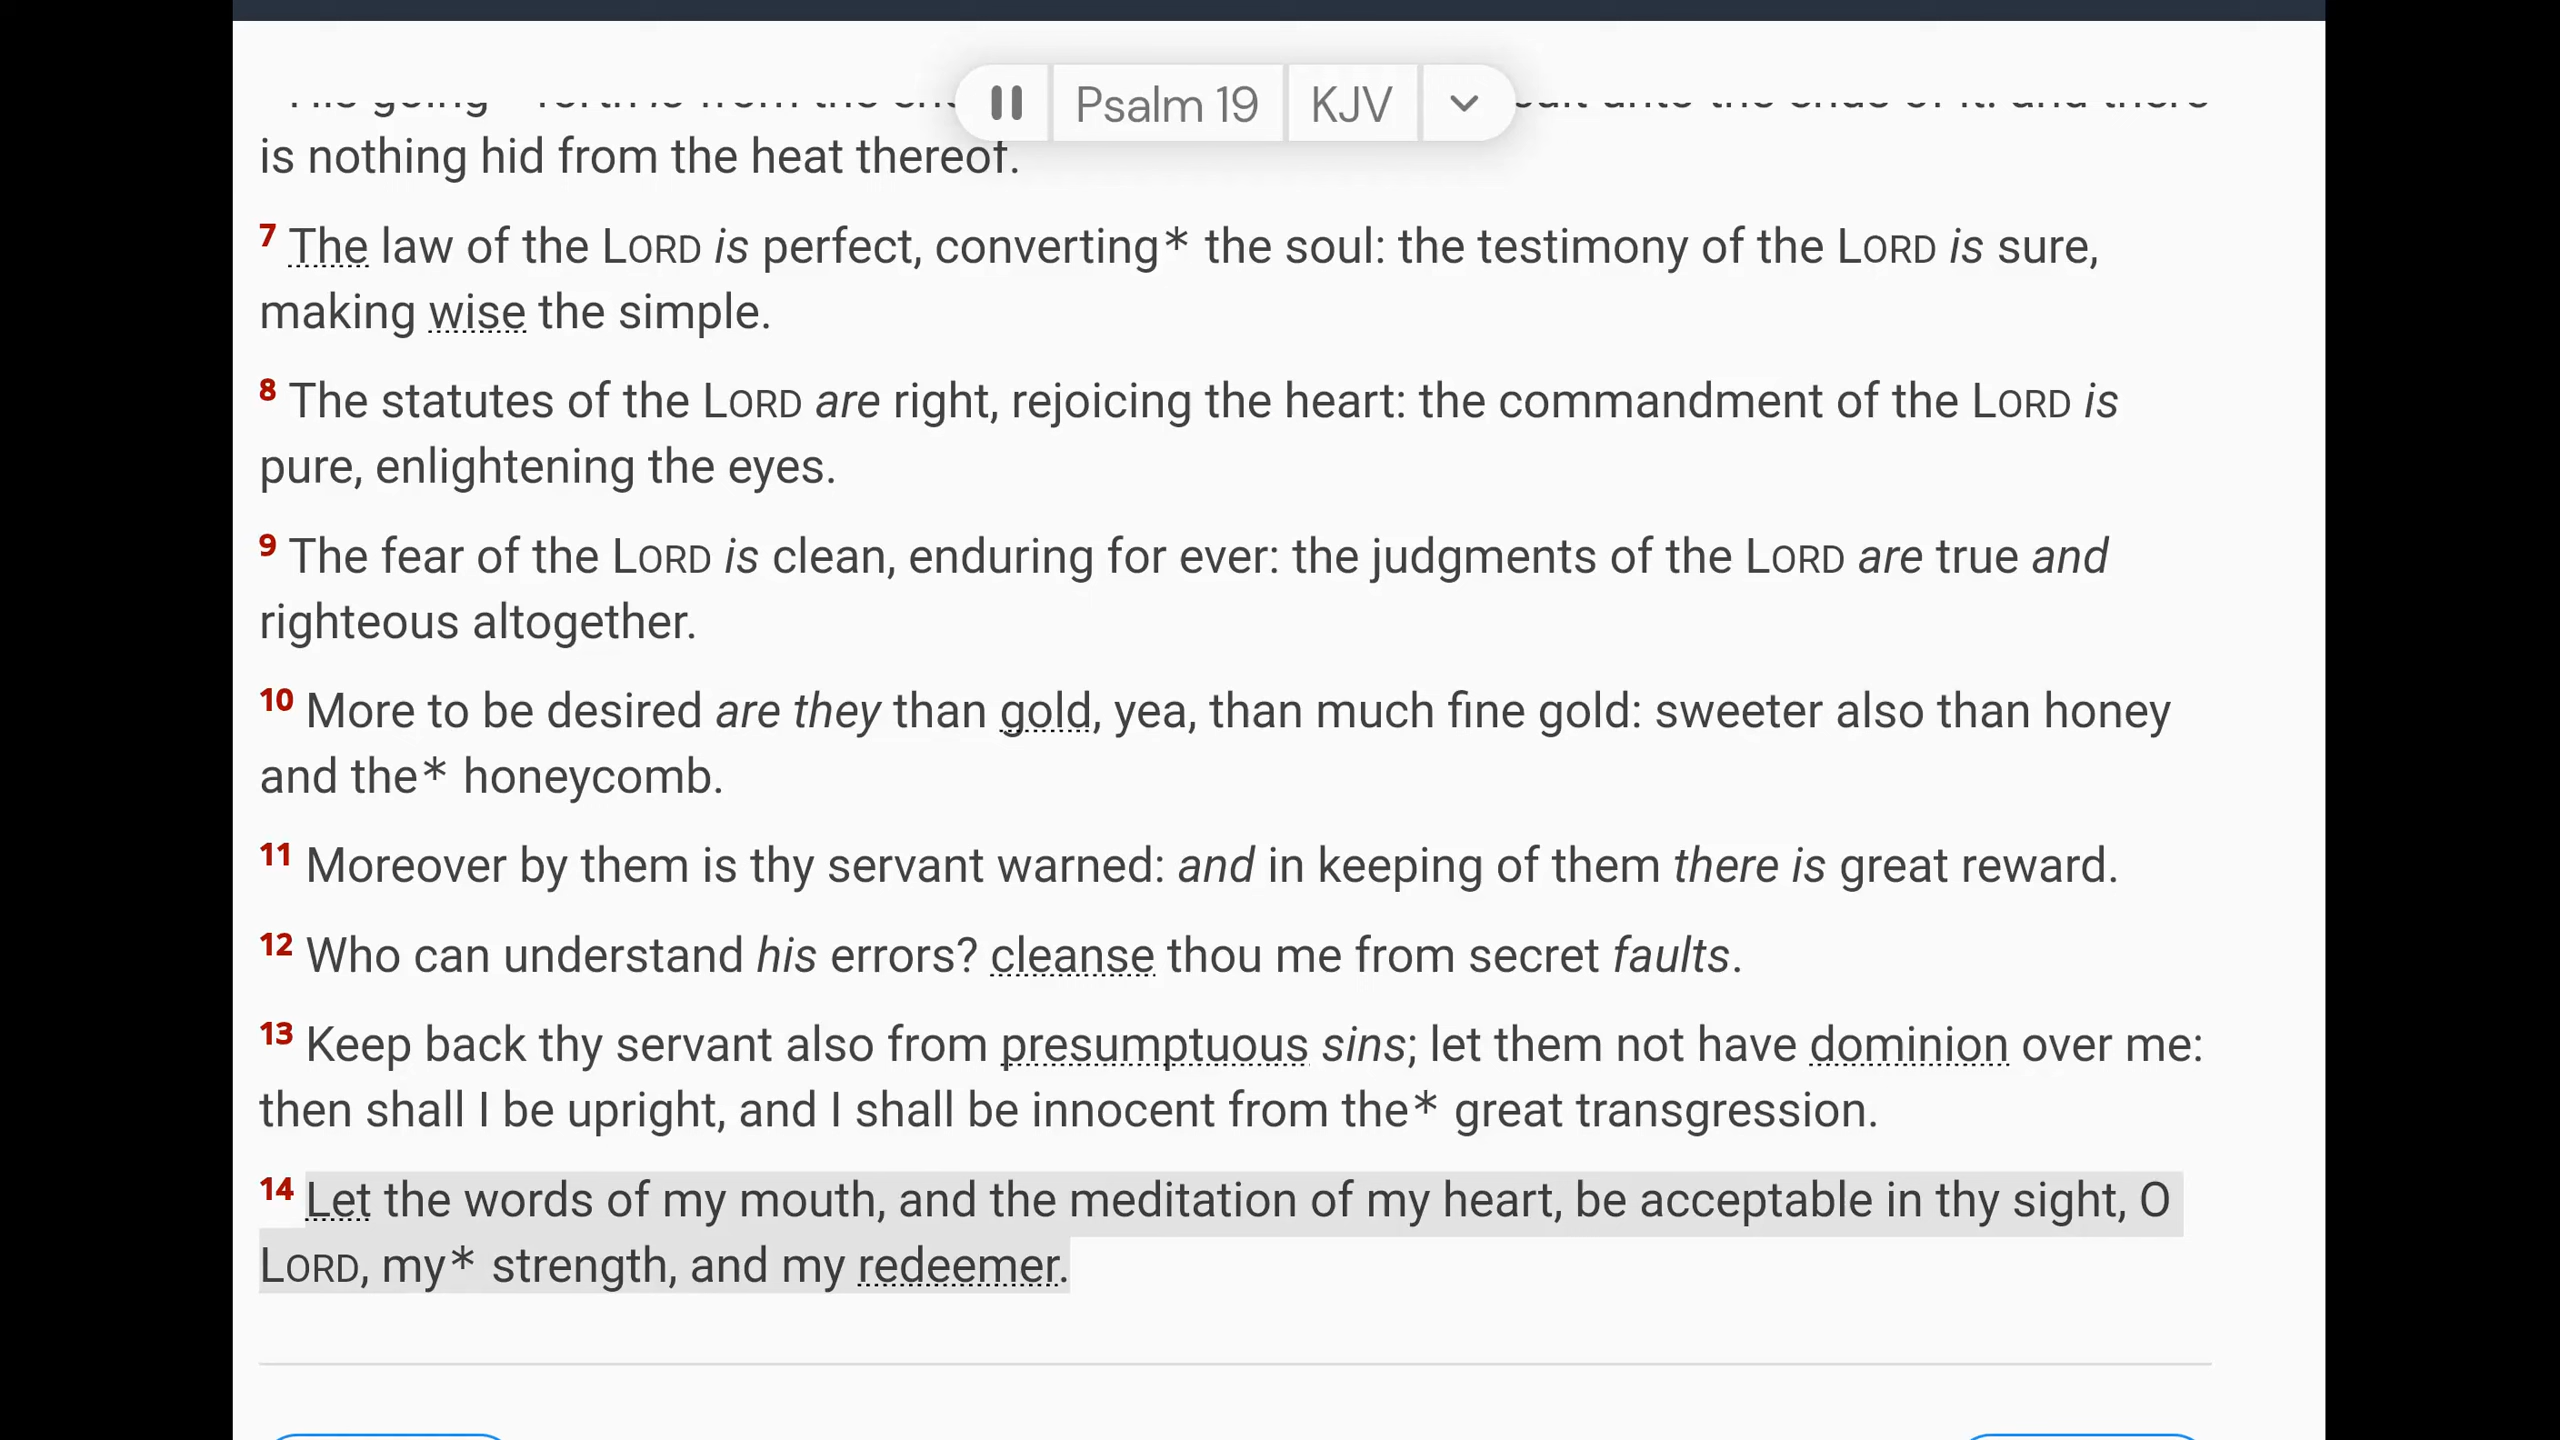 Psalm 19 KJV
is nothing hid from the heat thereof.
7 The law of the LORD is perfect, converting* the soul: the testimony of the LORD is sure,
making wise the simple.
8 The statutes of the LORD are right, rejoicing the heart: the commandment of the LORD is
pure, enlightening the eyes.
9 The fear of the LORD is clean, enduring for ever: the judgments of the LORD are true and
righteous altogether.
10 More to be desired are they than gold, yea, than much fine gold: sweeter also than honey
and the* honeycomb.
11 Moreover by them is thy servant warned: and in keeping of them there is great reward.
12 Who can understand his errors? cleanse thou me from secret faults.
13 Keep back thy servant also from presumptuous sins; let them not have dominion over me:
then shall I be upright, and I shall be innocent from the* great transgression.
14 Let the words of my mouth, and the meditation of my heart, be acceptable in thy sight, O
LORD, my* strength, and my redeemer.